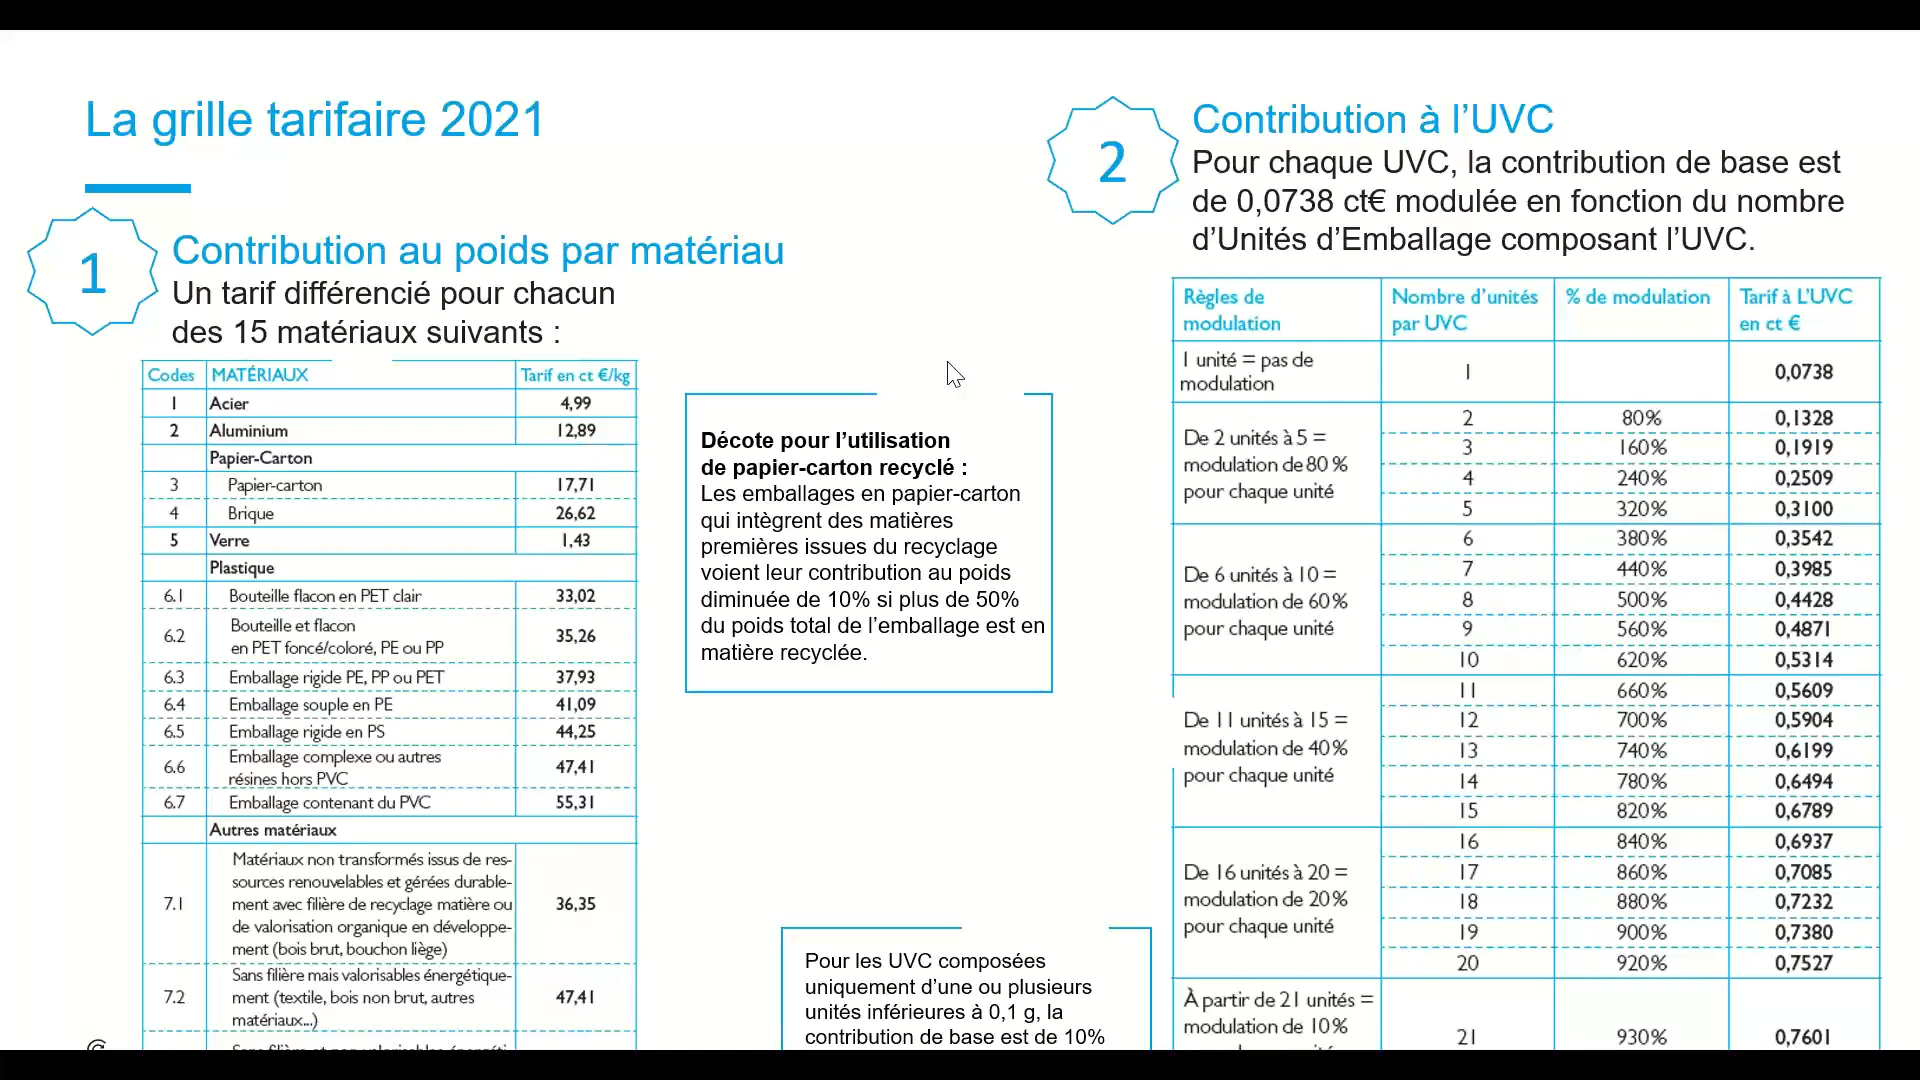 La grille tarifaire 2021
1
Contribution au poids par matériau
Un tarif différencié pour chacun
des 15 matériaux suivants :
Codes MATÉRIAUX Tarif en ct €/kg
1 Acier 4,99
2 Aluminium 12,89
Papier-Carton
3 Papier-carton 17,71
4 Brique 26,62
5 Verre 1,43
Plastique
6.1 Bouteille flacon en PET clair 33,02
6.2 Bouteille et flacon
en PET foncé/coloré, PE ou PP 35,26
6.3 Emballage rigide PE, PP ou PET 37,93
6.4 Emballage souple en PE 41,09
6.5 Emballage rigide en PS 44,25
6.6 Emballage complexe ou autres
résines hors PVC 47,41
6.7 Emballage contenant du PVC 55,31
Autres matériaux
Matériaux non transformés issus de res-
sources renouvelables et gérées durable-
7.1 ment avec filière de recyclage matière ou 36,35
de valorisation organique en développe-
ment (bois brut, bouchon liège)
Sans filière mais valorisables énergétique-
7.2 ment (textile, bois non brut, autres 47,41
matériaux...)
Décote pour l'utilisation
de papier-carton recyclé :
Les emballages en papier-carton
qui intègrent des matières
premières issues du recyclage
voient leur contribution au poids
diminuée de 10% si plus de 50%
du poids total de l'emballage est en
matière recyclée.
Pour les UVC composées
uniquement d'une ou plusieurs
unités inférieures à 0,1 g, la
contribution de base est de 10%
2
Contribution à l'UVC
Pour chaque UVC, la contribution de base est
de 0,0738 ct€ modulée en fonction du nombre
d'Unités d'Emballage composant l'UVC.
Règles de Nombre d'unités % de modulation Tarif à L'UVC
modulation par UVC en ct €
1 unité = pas de
modulation 1 0,0738
De 2 unités à 5 =
modulation de 80 %
pour chaque unité
2 80% 0,1328
3 160% 0,1919
4 240% 0,2509
5 320% 0,3100
De 6 unités à 10 =
modulation de 60%
pour chaque unité
6 380% 0,3542
7 440% 0,3985
8 500% 0,4428
9 560% 0,4871
10 620% 0,5314
De 11 unités à 15 =
modulation de 40%
pour chaque unité
11 660% 0,5609
12 700% 0,5904
13 740% 0,6199
14 780% 0,6494
15 820% 0,6789
De 16 unités à 20 =
modulation de 20%
pour chaque unité
16 840% 0,6937
17 860% 0,7085
18 880% 0,7232
19 900% 0,7380
20 920% 0,7527
À partir de 21 unités =
modulation de 10%
21 930% 0,7601